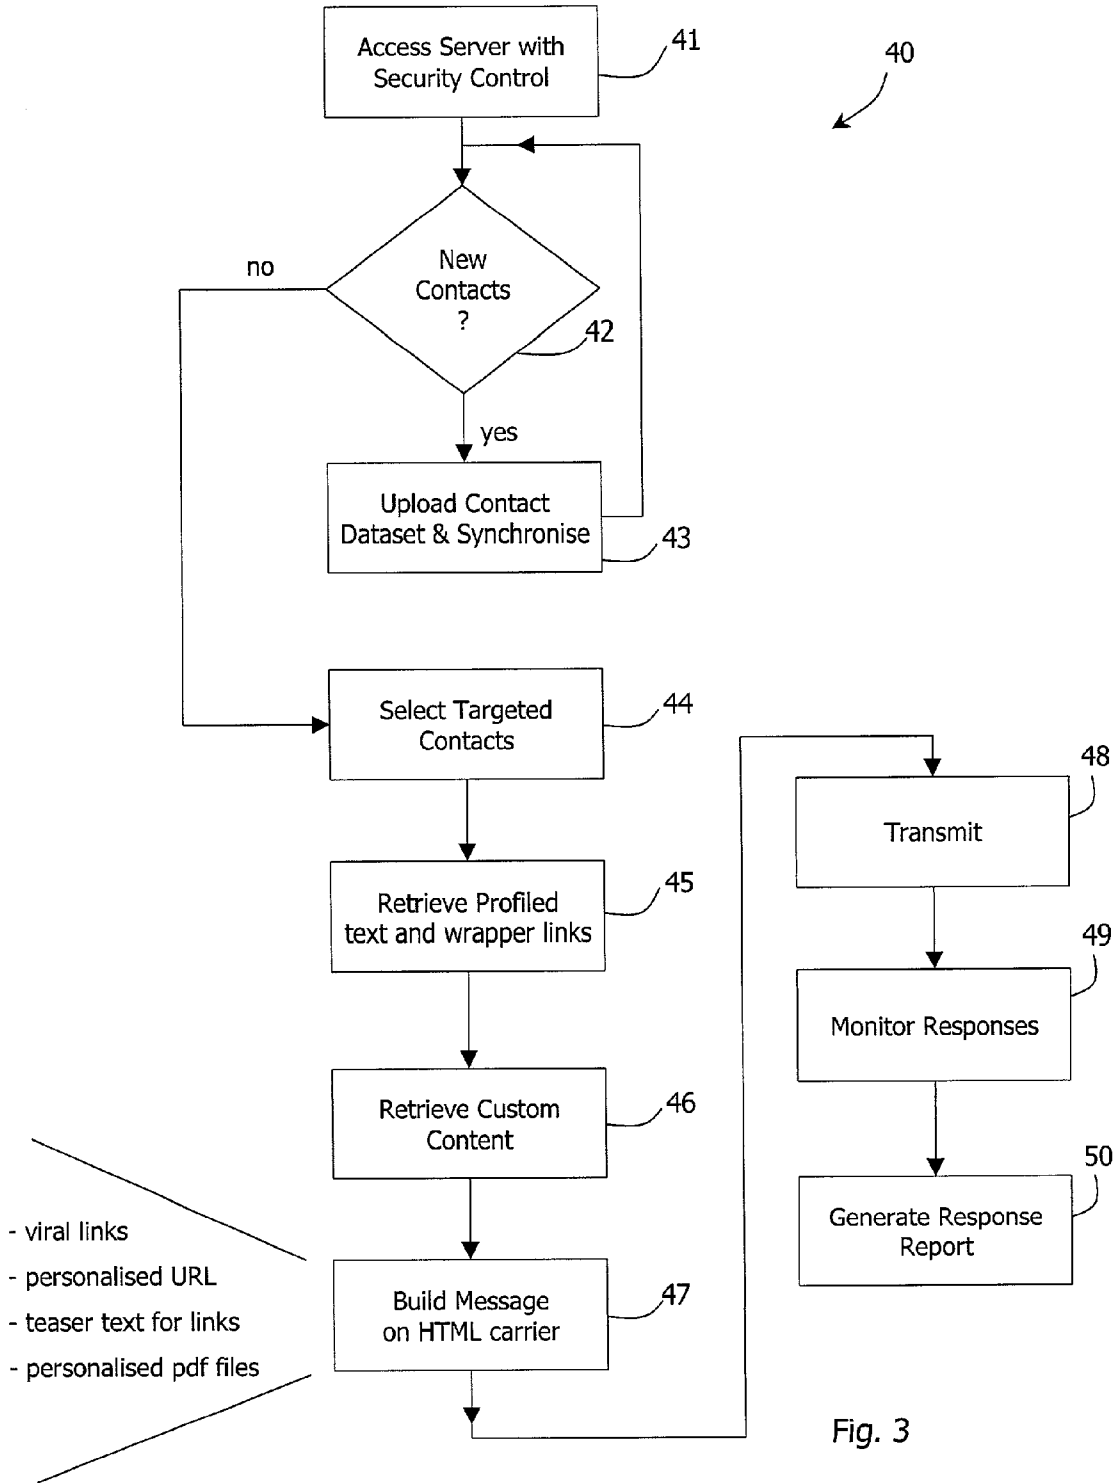 Access Server with
Security Control
41
40
New
Contacts
?
42
no
yes
Upload Contact
Dataset & Synchronise
43
Select Targeted
Contacts
44
Retrieve Profiled
text and wrapper links
45
Retrieve Custom
Content
46
- viral links
- personalised URL
- teaser text for links
- personalised pdf files
Build Message
on HTML carrier
47
Transmit
48
Monitor Responses
49
Generate Response
Report
50
Fig. 3